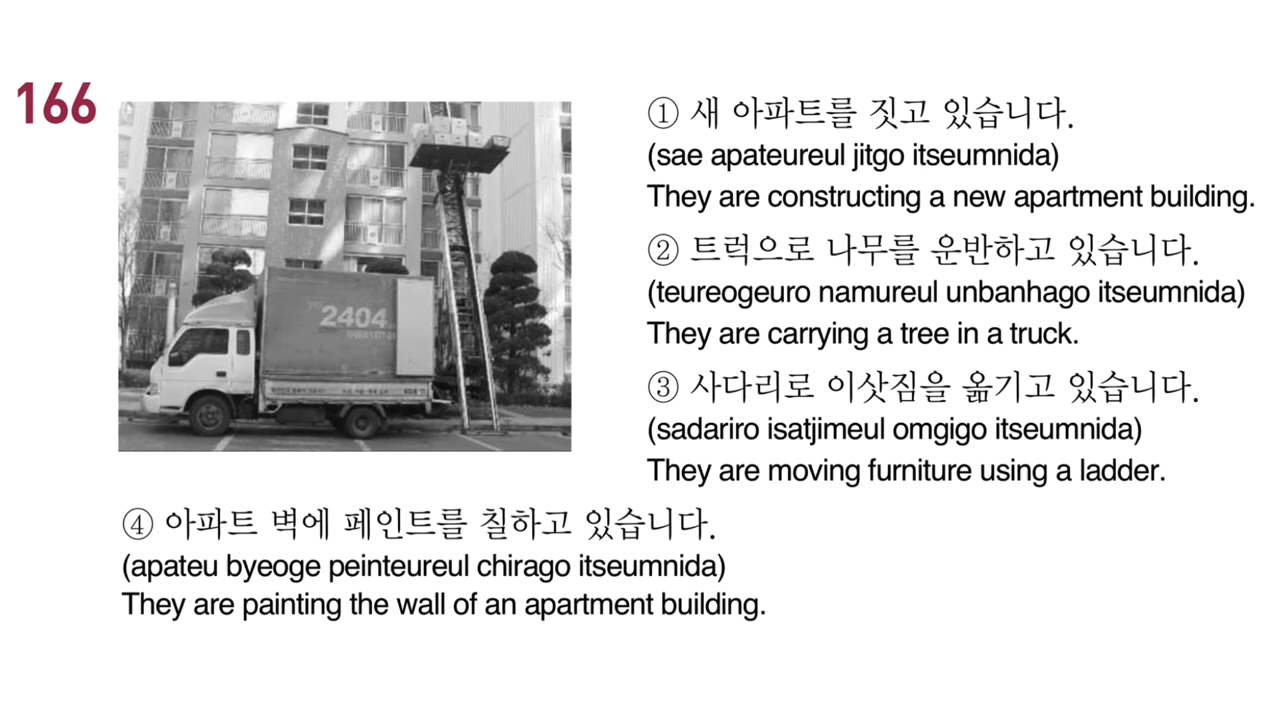 166
2404
① 새 아파트를 짓고 있습니다.
(sae apateureul jitgo itseumnida)
They are constructing a new apartment building.
② 트럭으로 나무를 운반하고 있습니다.
(teureogeuro namureul unbanhago itseumnida)
They are carrying a tree in a truck.
③ 사다리로 이삿짐을 옮기고 있습니다.
(sadariro isatjimeul omgigo itseumnida)
They are moving furniture using a ladder.
④ 아파트 벽에 페인트를 칠하고 있습니다.
(apateu byeoge peinteureul chirago itseumnida)
They are painting the wall of an apartment building.